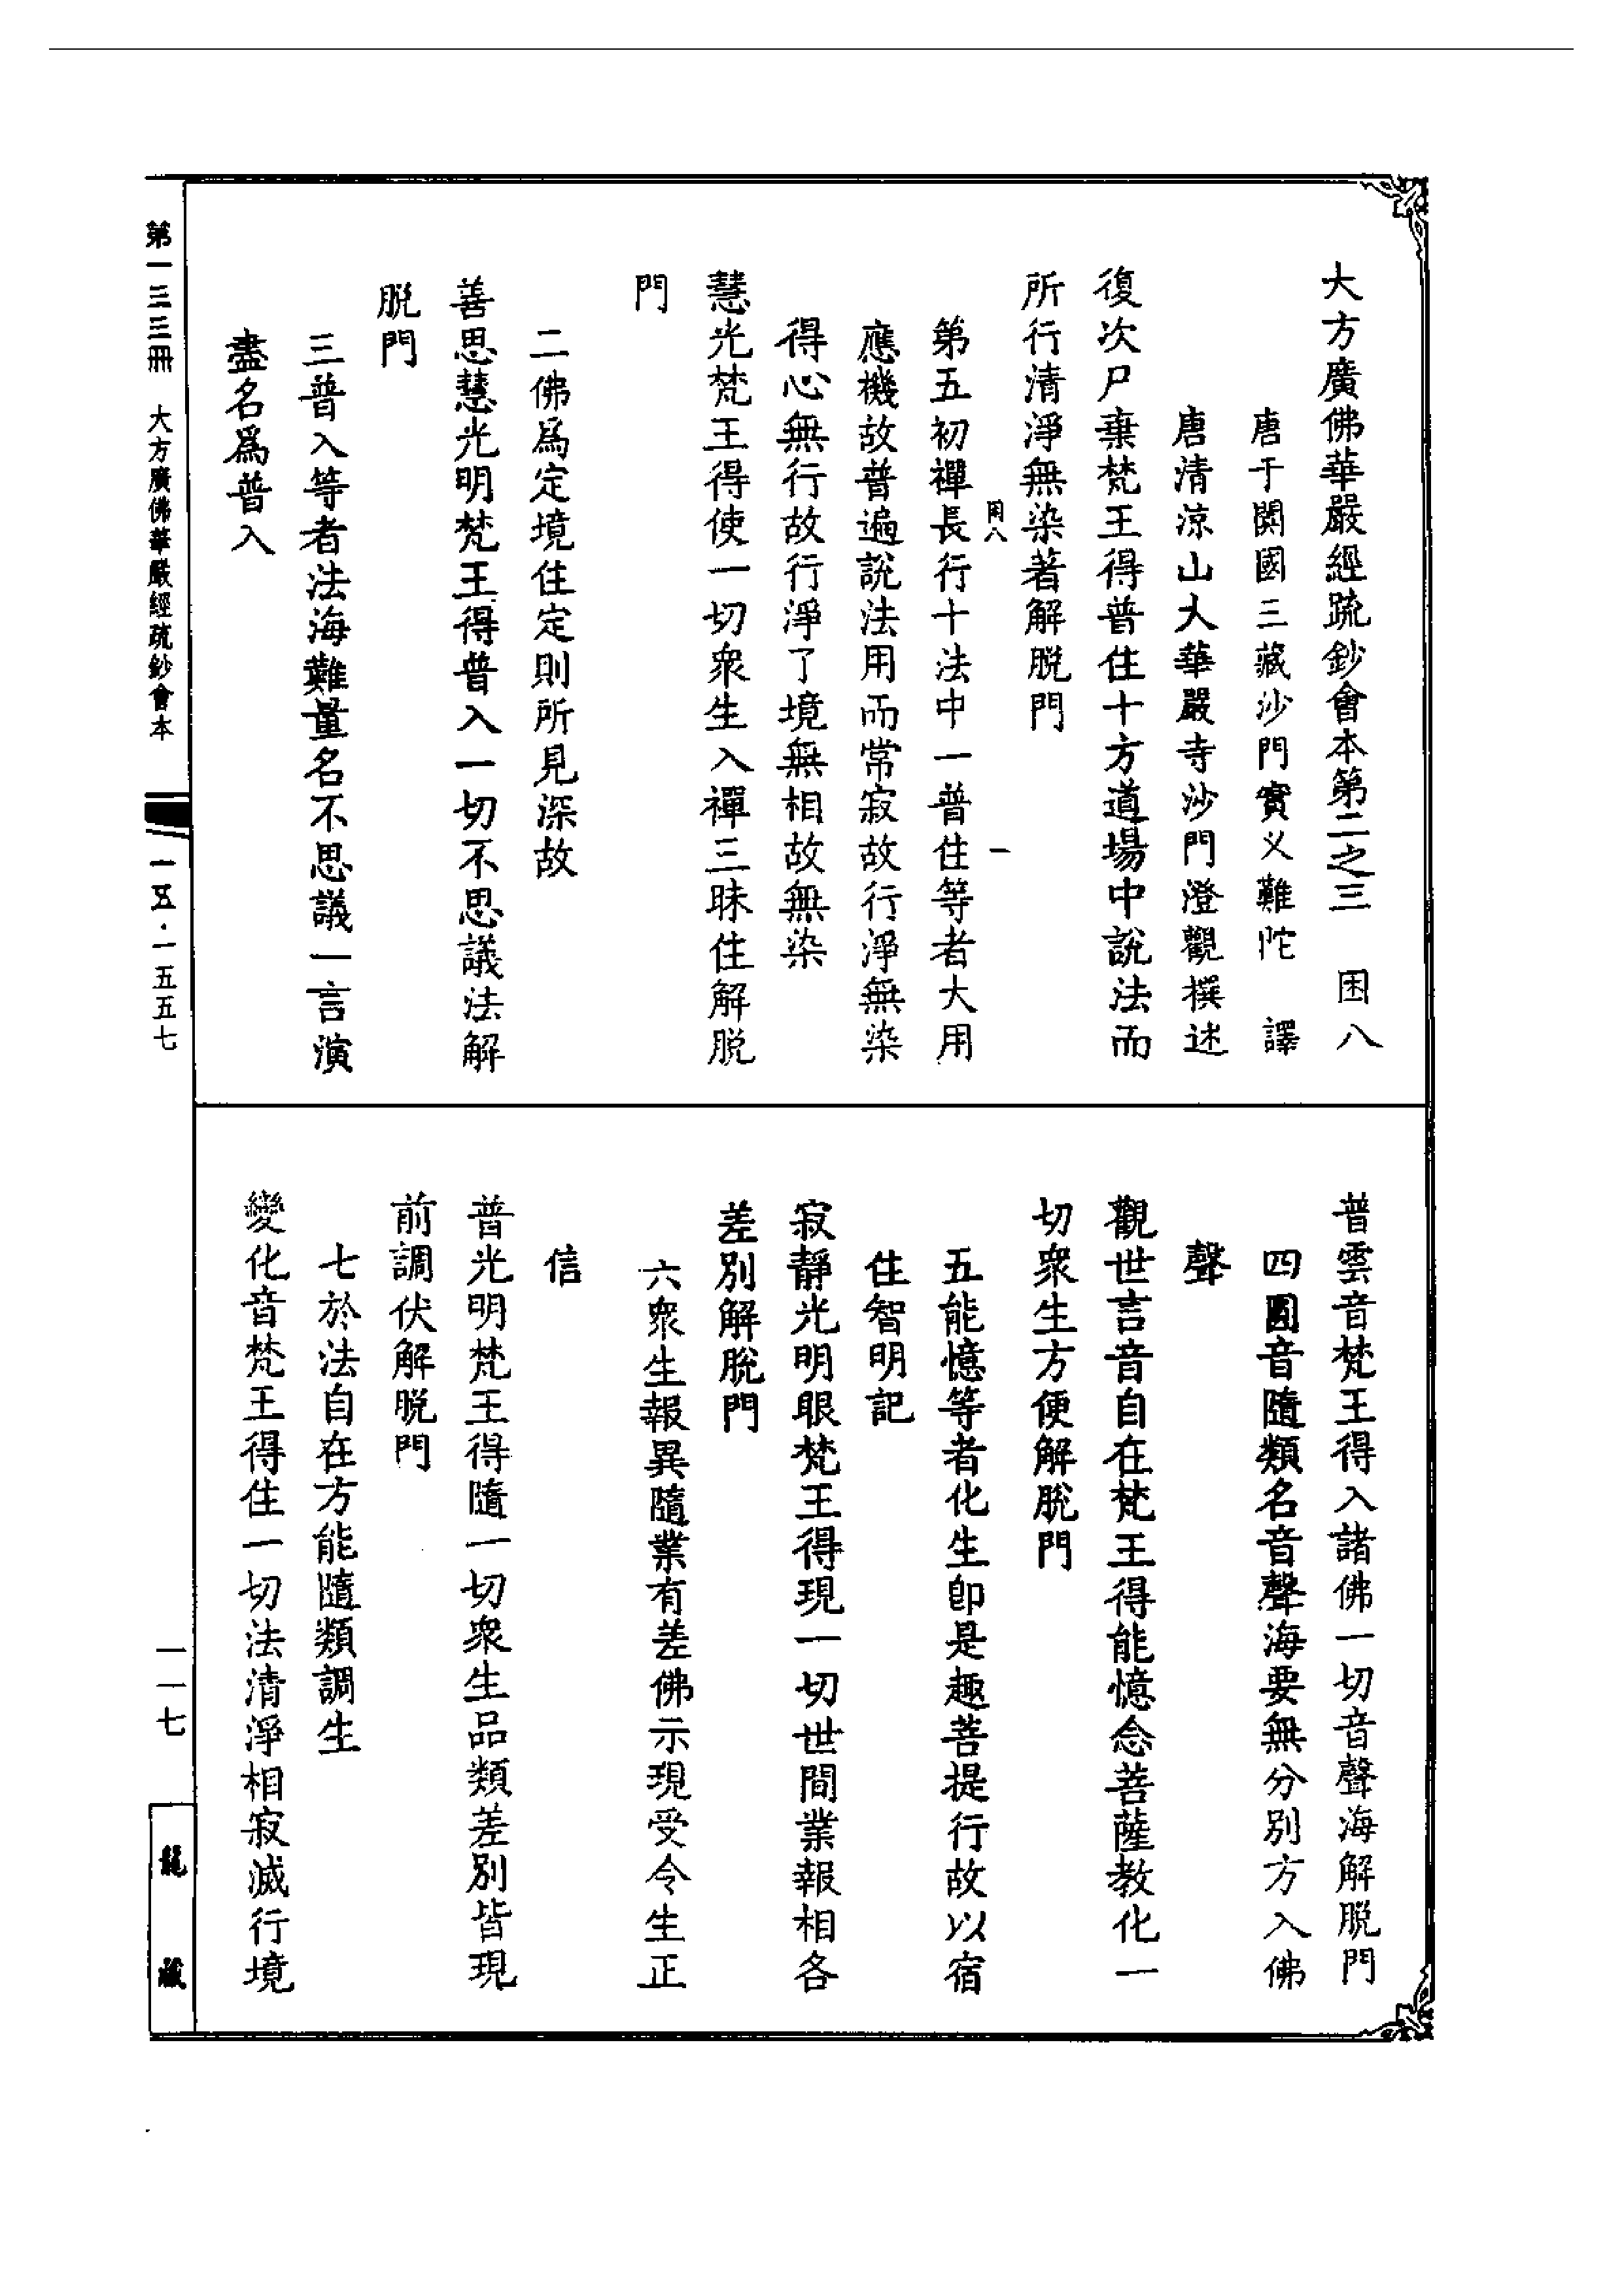 大方廣佛華嚴經疏鈔會本第二之三　困八
唐于闐國三藏沙門實叉難陀　譯
唐清涼山大華嚴寺沙門澄觀撰述
復次尸棄梵王得普住十方道場中說法而
所行清淨無染著解脫門
困八　一
第五初禪長行十法中一普住等者大用
應機故普遍說法用而常寂故行淨無染
得心無行故行淨了境無相故無染
慧光梵王得使一切衆生入禪三昧住解脫
門
二佛爲定境住定則所見深故
善思慧光明梵王得普入一切不思議法解
脫門
三普入等者法海難量名不思議一言演
盡名爲普入
普雲音梵王得入諸佛一切音聲海解脫門
四圓音隨類名音聲海要無分別方入佛
聲
觀世言音自在梵王得能憶念菩薩教化一
切衆生方便解脫門
五能憶等者化生卽是趣菩提行故以宿
住智明記
寂靜光明眼梵王得現一切世間業報相各
差別解脫門
六衆生報異隨業有差佛示現受令生正
信
普光明梵王得隨一切衆生品類差別皆現
前調伏解脫門
七於法自在方能隨類調生
變化音梵王得住一切法清淨相寂滅行境
第一三三冊　大方廣佛華嚴經疏鈔會本
一五·一五五七
一一七
龍藏